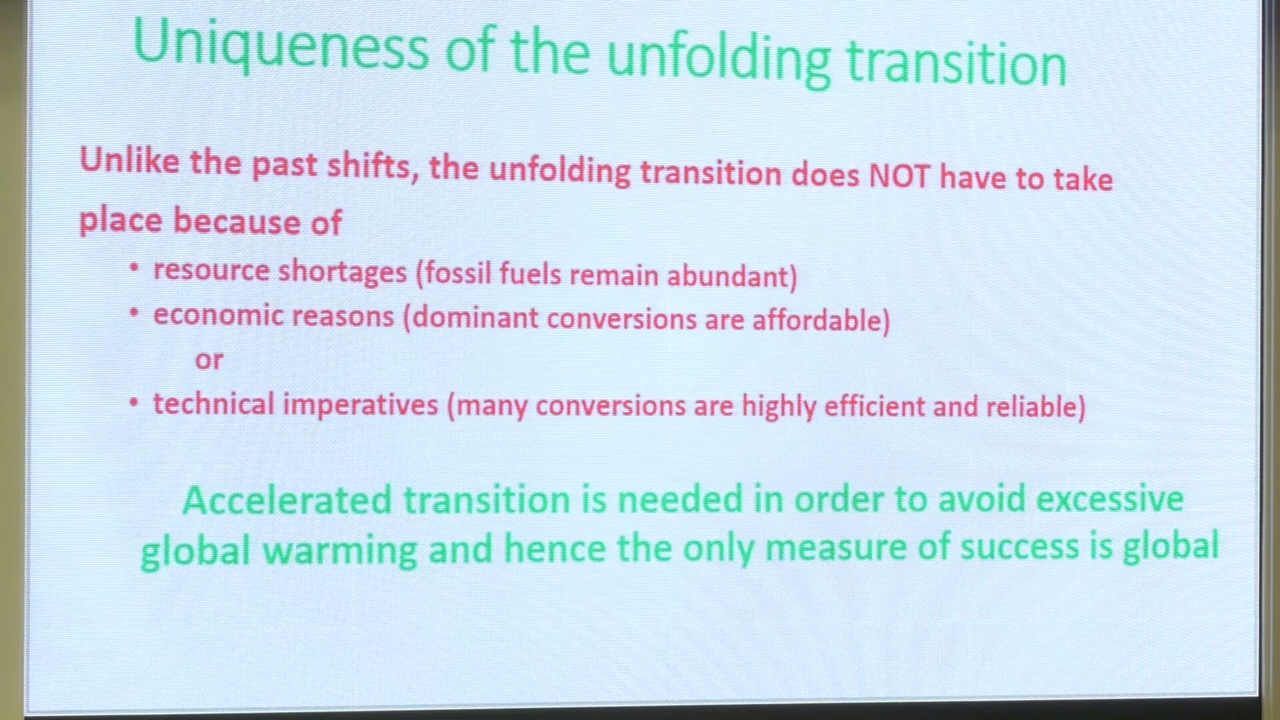 Uniqueness of the unfolding transition
Unlike the past shifts, the unfolding transition does NOT have to take
place because of
• resource shortages (fossil fuels remain abundant)
• economic reasons (dominant conversions are affordable)
or
• technical imperatives (many conversions are highly efficient and reliable)
Accelerated transition is needed in order to avoid excessive
global warming and hence the only measure of success is global